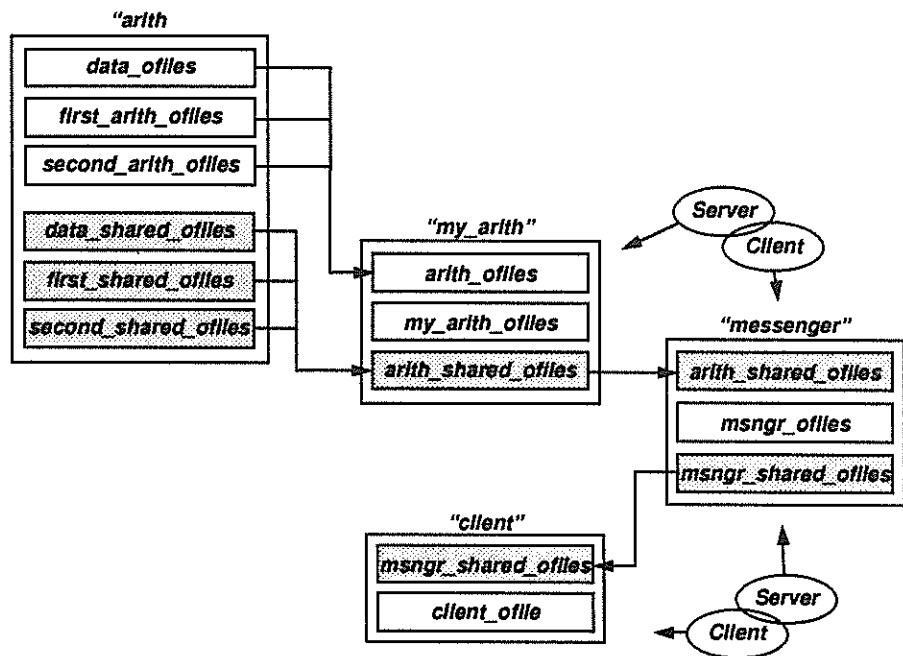 "arith
data_ofiles
first_arith_ofiles
second_arith_ofiles
data_shared_ofiles
first_shared_ofiles
second_shared_ofiles
"my_arith"
arith_ofiles
my_arith_ofiles
arith_shared_ofiles
Server
Client
"messenger"
arith_shared_ofiles
msngr_ofiles
msngr_shared_ofiles
"client"
msngr_shared_ofiles
client_ofile
Server
Client